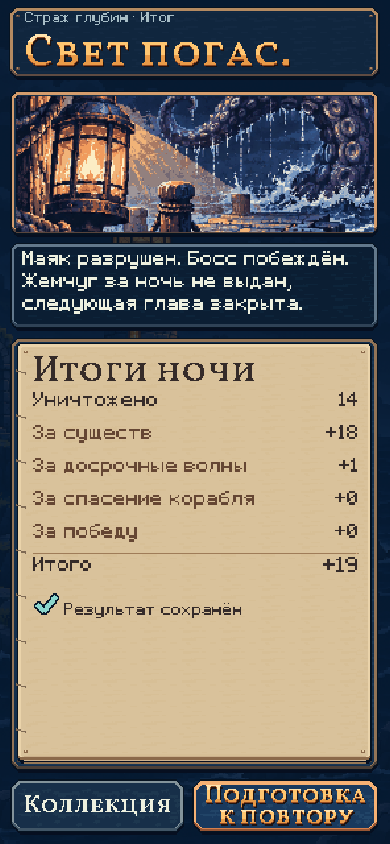 Страж глубин · Итог
Свет погас.
Маяк разрушен. Босс побеждён.
Жемчуг за ночь не выдан,
следующая глава закрыта.
Итоги ночи
Уничтожено 14
За существ +18
За досрочные волны +1
За спасение корабля +0
За победу +0
Итого +19
Результат сохранён
Коллекция
Подготовка
к повтору